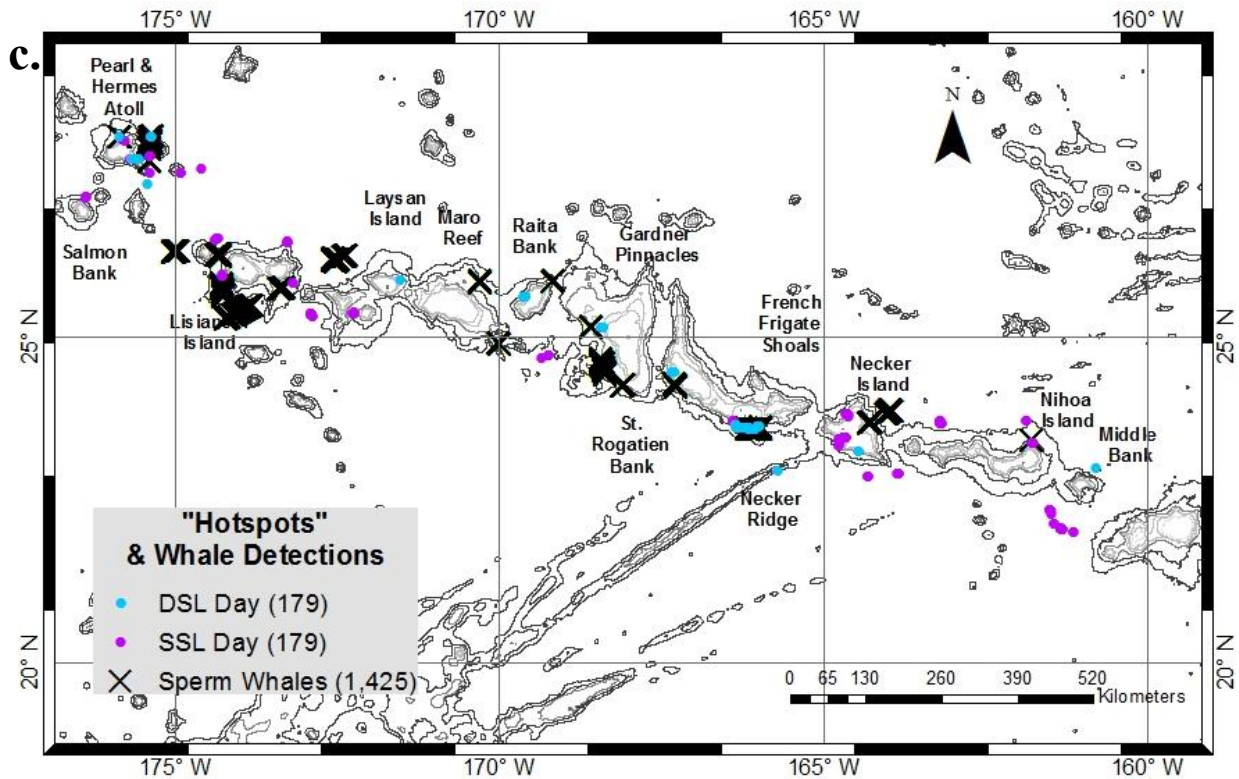 c.
175° W
170° W
165° W
160° W
Pearl &
Hermes
Atoll
N
Laysan
Island
Maro
Reef
Raita
Bank
Gardner
Pinnacles
Salmon
Bank
Lisians
Island
French
Frigate
Shoals
25° N
25° N
Necker
Island
Nihoa
Island
Middle
Bank
St.
Rogatien
Bank
Necker
Ridge
"Hotspots"
& Whale Detections
DSL Day (179)
SSL Day (179)
Sperm Whales (1,425)
20° N
20° N
0 65 130 260 390 520
Kilometers
175° W
170° W
165° W
160° W